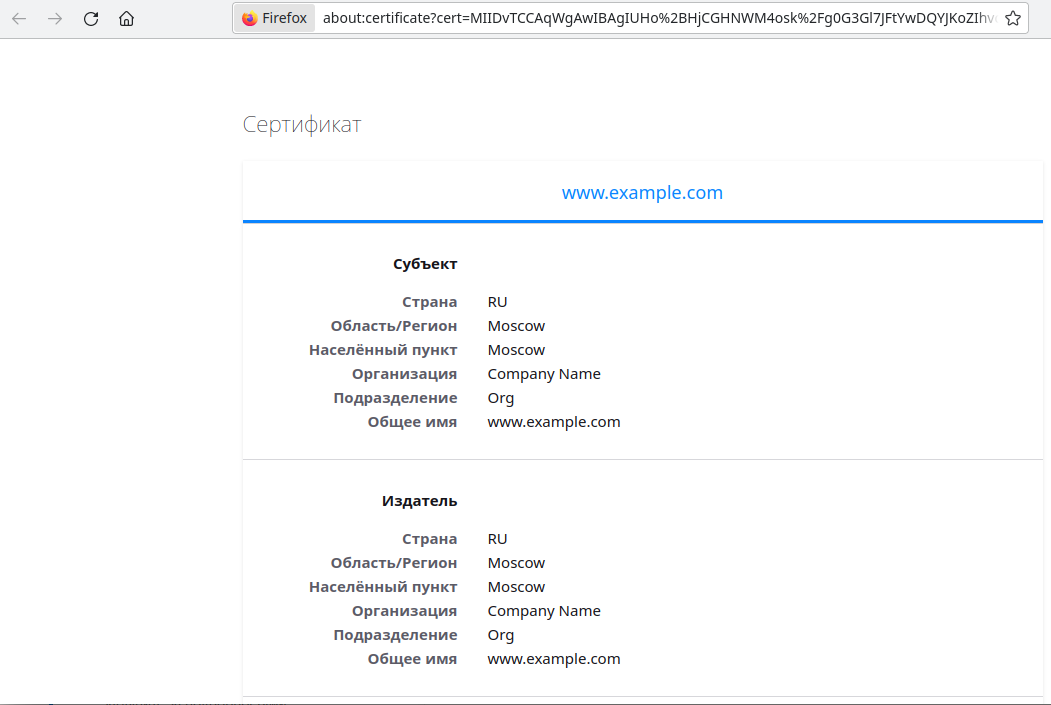 Firefox about:certificate?cert=MIIDvTCCAqWgAwIBAgIUHo%2BHjCGHNWM4osk%2Fg0G3Gl7JFtYwDQYJKoZIhv
Сертификат
www.example.com
Субъект
Страна RU
Область/Регион Moscow
Населённый пункт Moscow
Организация Company Name
Подразделение Org
Общее имя www.example.com
Издатель
Страна RU
Область/Регион Moscow
Населённый пункт Moscow
Организация Company Name
Подразделение Org
Общее имя www.example.com